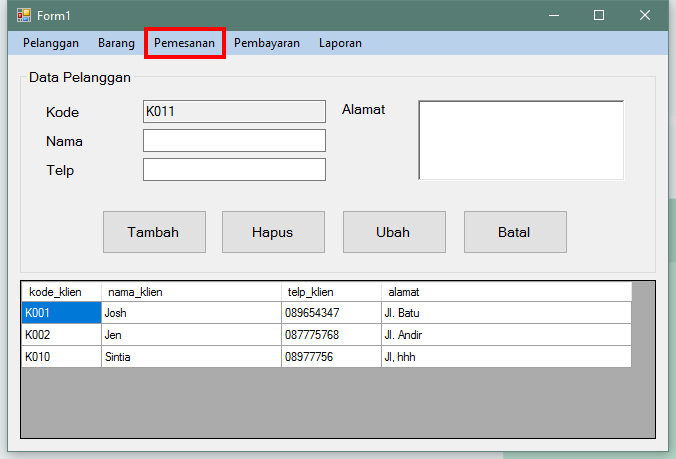 Form1
Pelanggan Barang Pemesanan Pembayaran Laporan
Data Pelanggan
Kode K011 Alamat
Nama
Telp
Tambah Hapus Ubah Batal
kode_klien nama_klien telp_klien alamat
K001 Josh 089654347 Jl. Batu
K002 Jen 087775768 Jl. Andir
K010 Sintia 08977756 Jl, hhh